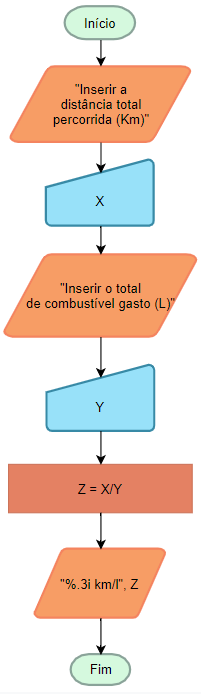 Início
"Inserir a
distância total
percorrida (Km)"
X
"Inserir o total
de combustível gasto (L)"
Y
Z = X/Y
"%.3i km/l", Z
Fim